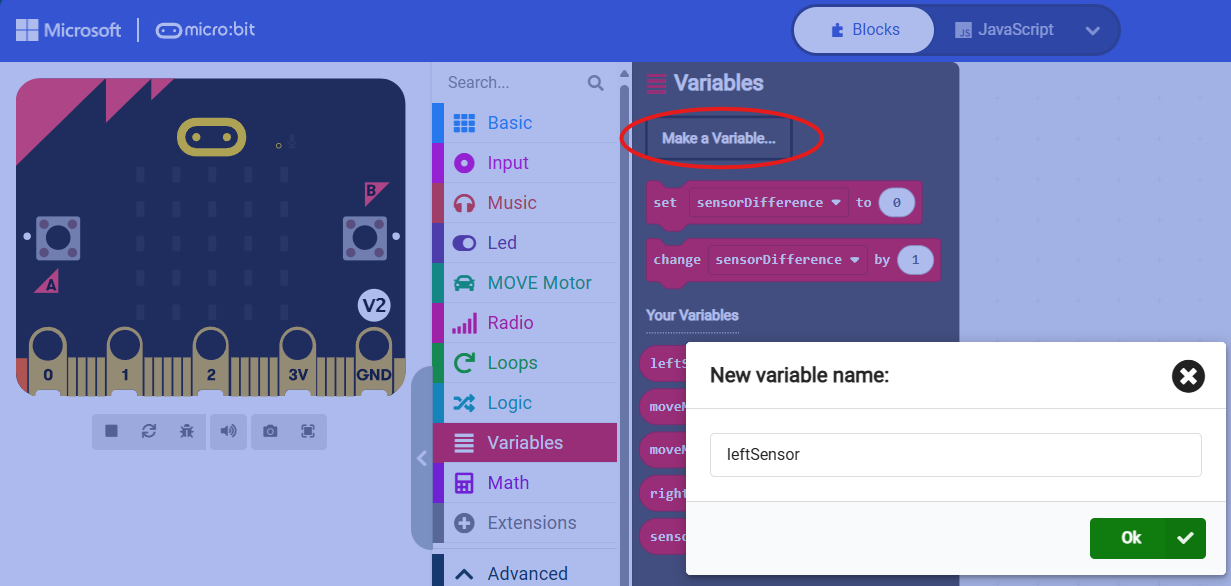 Microsoft micro:bit
Blocks JS JavaScript
B
A
V2
0 1 2 3V GND
Search...
Basic
Input
Music
Led
MOVE Motor
Radio
Loops
Logic
Variables
Math
Extensions
Advanced
Variables
Make a Variable...
set sensorDifference to 0
change sensorDifference by 1
Your Variables
leftS
moveM
moveM
right
senso
New variable name:
leftSensor
Ok